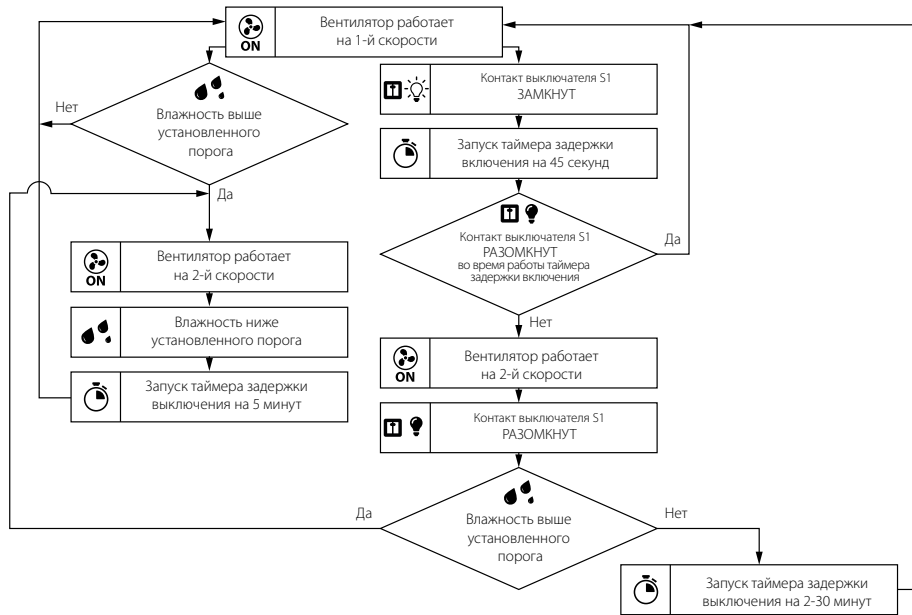 ON
Вентилятор работает
на 1-й скорости
Влажность выше
установленного
порога
Нет
Да
Контакт выключателя S1
ЗАМКНУТ
Запуск таймера задержки
включения на 45 секунд
Контакт выключателя S1
РАЗОМКНУТ
во время работы таймера
задержки включения
Да
Нет
ON
Вентилятор работает
на 2-й скорости
Влажность ниже
установленного порога
Запуск таймера задержки
выключения на 5 минут
ON
Вентилятор работает
на 2-й скорости
Контакт выключателя S1
РАЗОМКНУТ
Да
Влажность выше
установленного
порога
Нет
Запуск таймера задержки
выключения на 2-30 минут